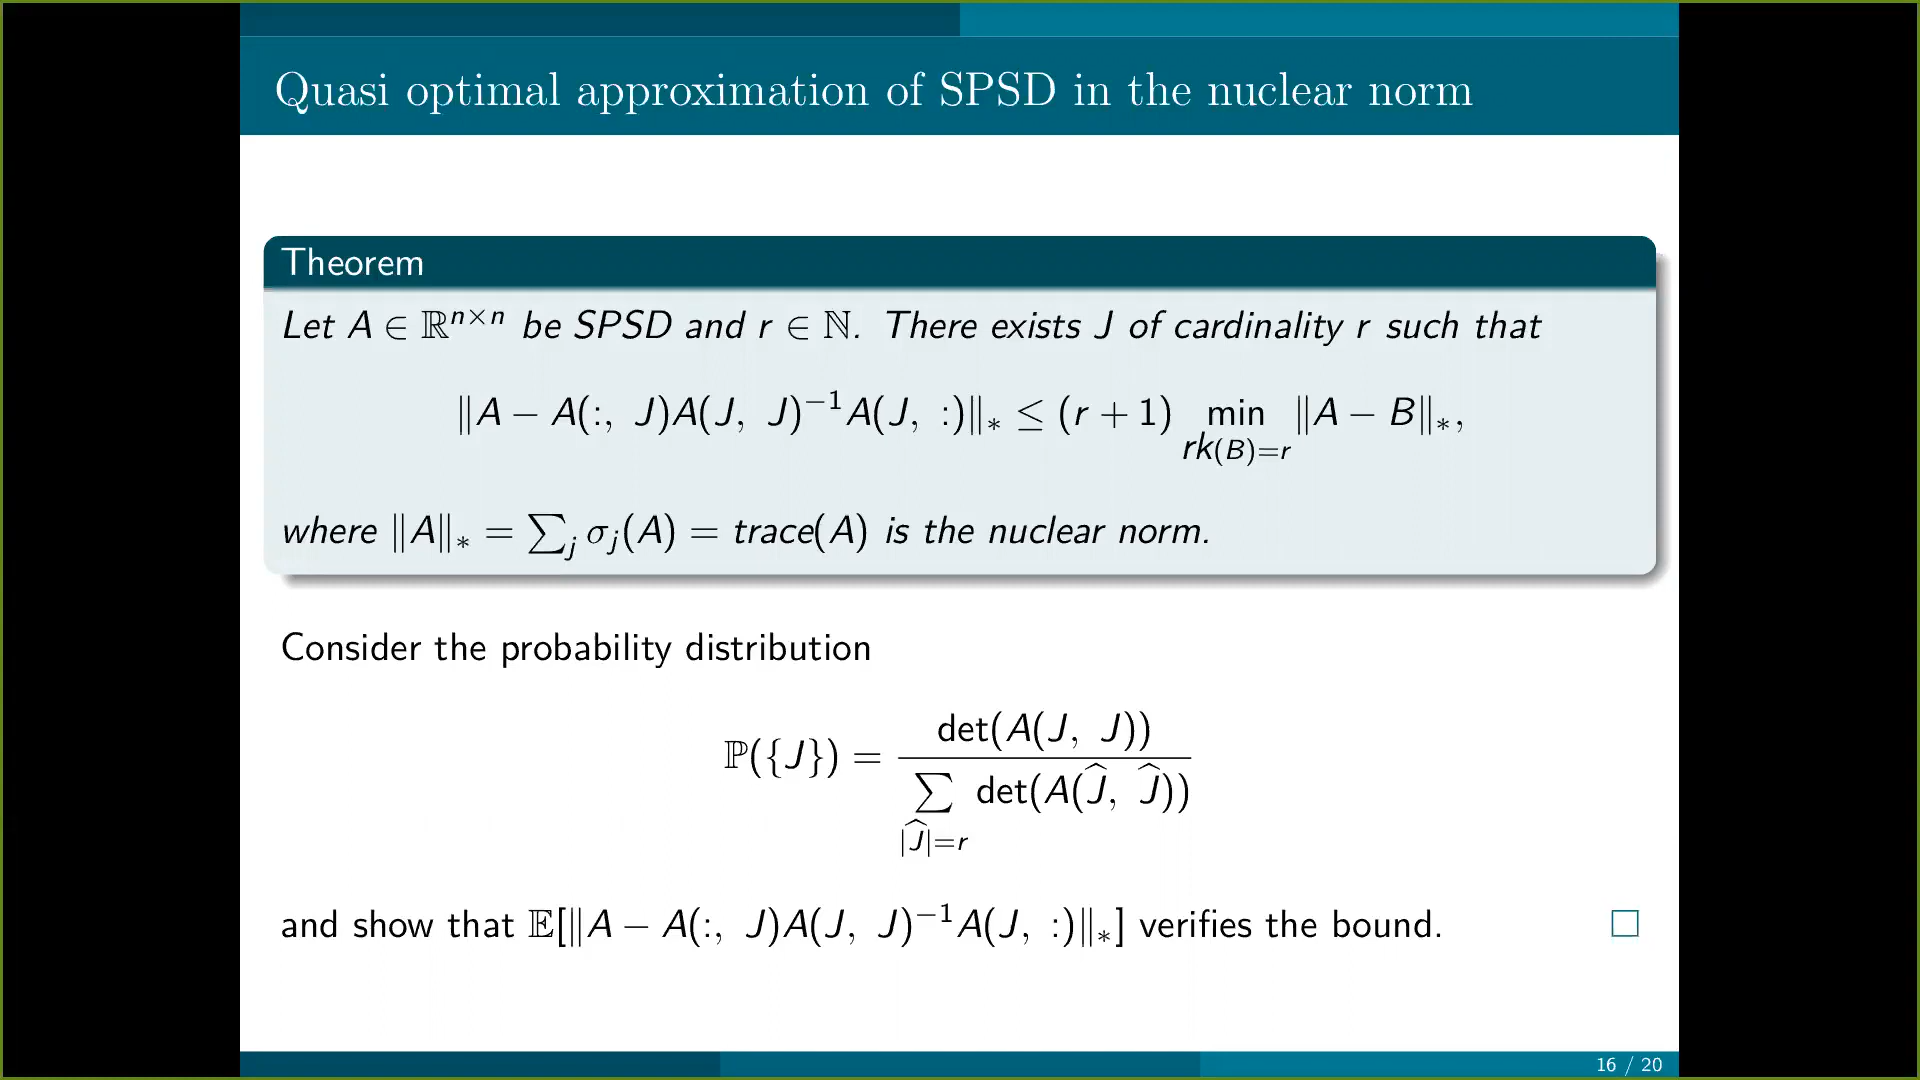 Quasi optimal approximation of SPSD in the nuclear norm
Theorem
Let A ∈ ℝ^{n×n} be SPSD and r ∈ ℕ. There exists J of cardinality r such that
‖A − A(:, J)A(J, J)^{−1}A(J, :)‖_* ≤ (r + 1) min_{rk(B)=r} ‖A − B‖_*,
where ‖A‖_* = ∑_j σ_j(A) = trace(A) is the nuclear norm.
Consider the probability distribution
ℙ({J}) = det(A(J, J)) / ∑_{|Ĵ|=r} det(A(Ĵ, Ĵ))
and show that 𝔼[‖A − A(:, J)A(J, J)^{−1}A(J, :)‖_*] verifies the bound. □
16 / 20